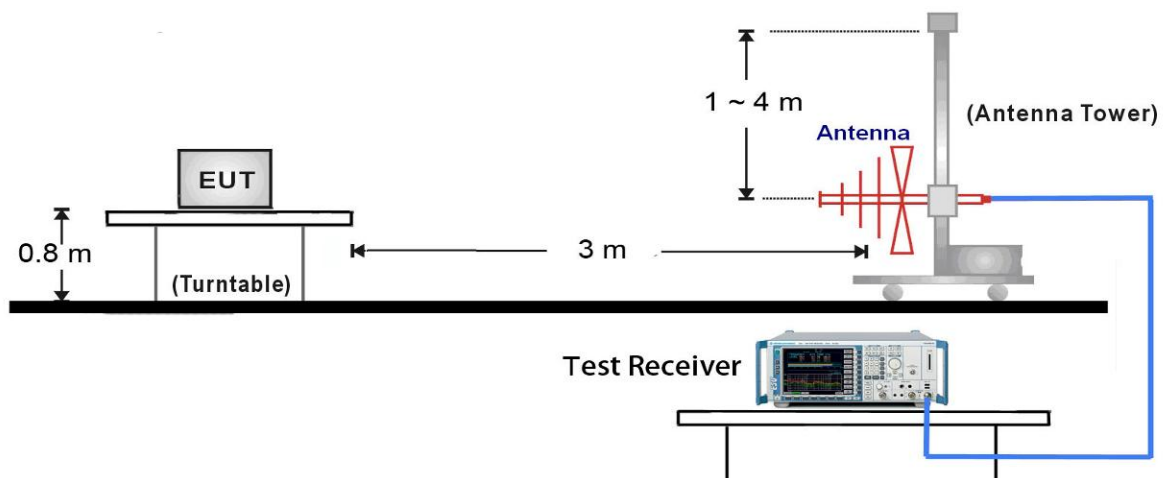 1 ~ 4 m
(Antenna Tower)
Antenna
EUT
0.8 m
3 m
(Turntable)
Test Receiver